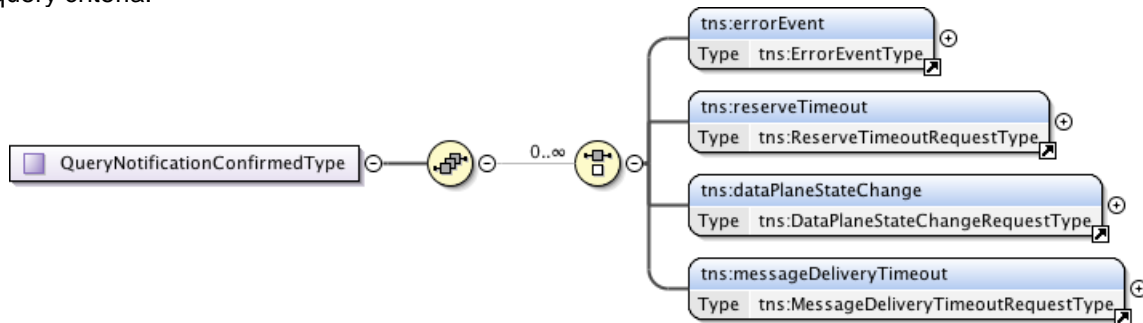 query criteria.
tns:errorEvent
Type tns:ErrorEventType
tns:reserveTimeout
Type tns:ReserveTimeoutRequestType
QueryNotificationConfirmedType
0..∞
tns:dataPlaneStateChange
Type tns:DataPlaneStateChangeRequestType
tns:messageDeliveryTimeout
Type tns:MessageDeliveryTimeoutRequestType